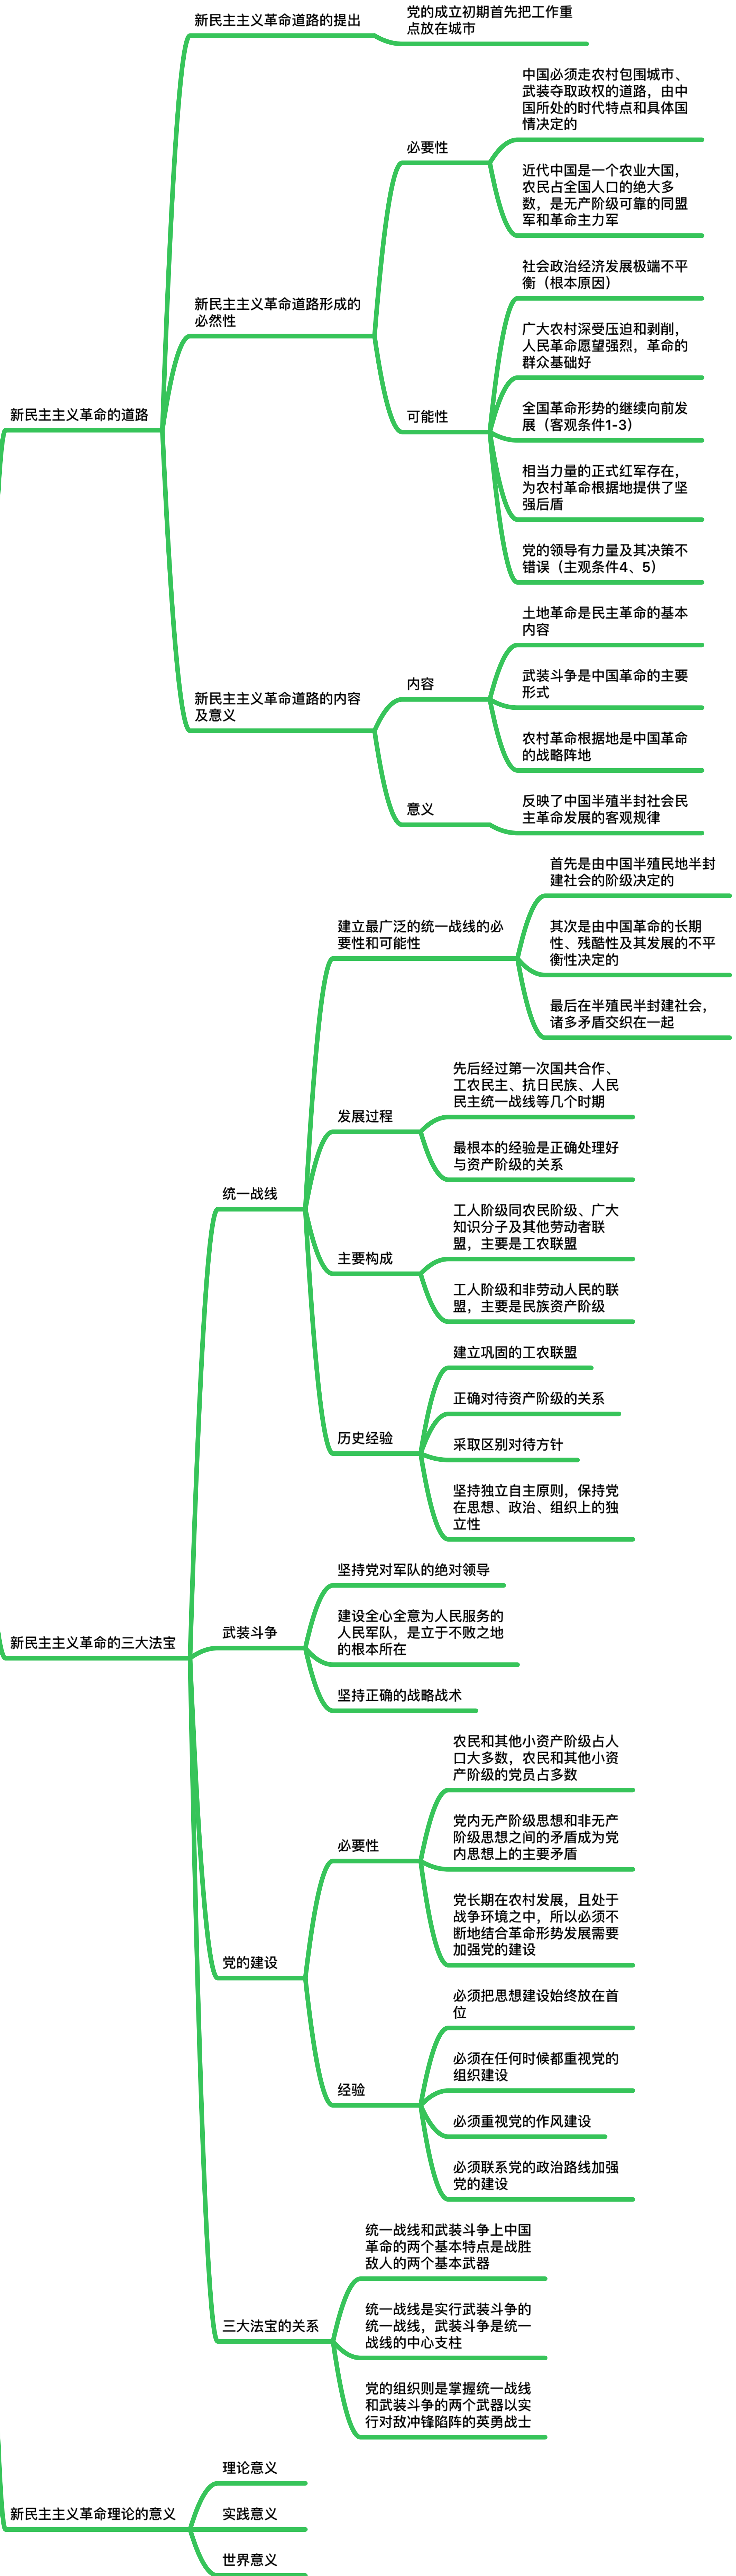 新民主主义革命道路的提出
党的成立初期首先把工作重
点放在城市
中国必须走农村包围城市、
武装夺取政权的道路，由中
国所处的时代特点和具体国
情决定的
必要性
近代中国是一个农业大国，
农民占全国人口的绝大多
数，是无产阶级可靠的同盟
军和革命主力军
新民主主义革命道路形成的
必然性
社会政治经济发展极端不平
衡（根本原因）
广大农村深受压迫和剥削，
人民革命愿望强烈，革命的
群众基础好
可能性
全国革命形势的继续向前发
展（客观条件1-3）
相当力量的正式红军存在，
为农村革命根据地提供了坚
强后盾
党的领导有力量及其决策不
错误（主观条件4、5）
新民主主义革命的道路
土地革命是民主革命的基本
内容
内容
武装斗争是中国革命的主要
形式
农村革命根据地是中国革命
的战略阵地
新民主主义革命道路的内容
及意义
意义
反映了中国半殖半封社会民
主革命发展的客观规律
首先是由中国半殖民地半封
建社会的阶级决定的
建立最广泛的统一战线的必
要性和可能性
其次是由中国革命的长期
性、残酷性及其发展的不平
衡性决定的
最后在半殖民半封建社会，
诸多矛盾交织在一起
先后经过第一次国共合作、
工农民主、抗日民族、人民
民主统一战线等几个时期
发展过程
最根本的经验是正确处理好
与资产阶级的关系
统一战线
工人阶级同农民阶级、广大
知识分子及其他劳动者联
盟，主要是工农联盟
主要构成
工人阶级和非劳动人民的联
盟，主要是民族资产阶级
建立巩固的工农联盟
正确对待资产阶级的关系
历史经验
采取区别对待方针
坚持独立自主原则，保持党
在思想、政治、组织上的独
立性
坚持党对军队的绝对领导
武装斗争
建设全心全意为人民服务的
人民军队，是立于不败之地
的根本所在
坚持正确的战略战术
新民主主义革命的三大法宝
农民和其他小资产阶级占人
口大多数，农民和其他小资
产阶级的党员占多数
必要性
党内无产阶级思想和非无产
阶级思想之间的矛盾成为党
内思想上的主要矛盾
党长期在农村发展，且处于
战争环境之中，所以必须不
断地结合革命形势发展需要
加强党的建设
党的建设
必须把思想建设始终放在首
位
必须在任何时候都重视党的
组织建设
经验
必须重视党的作风建设
必须联系党的政治路线加强
党的建设
统一战线和武装斗争上中国
革命的两个基本特点是战胜
敌人的两个基本武器
三大法宝的关系
统一战线是实行武装斗争的
统一战线，武装斗争是统一
战线的中心支柱
党的组织则是掌握统一战线
和武装斗争的两个武器以实
行对敌冲锋陷阵的英勇战士
理论意义
新民主主义革命理论的意义
实践意义
世界意义